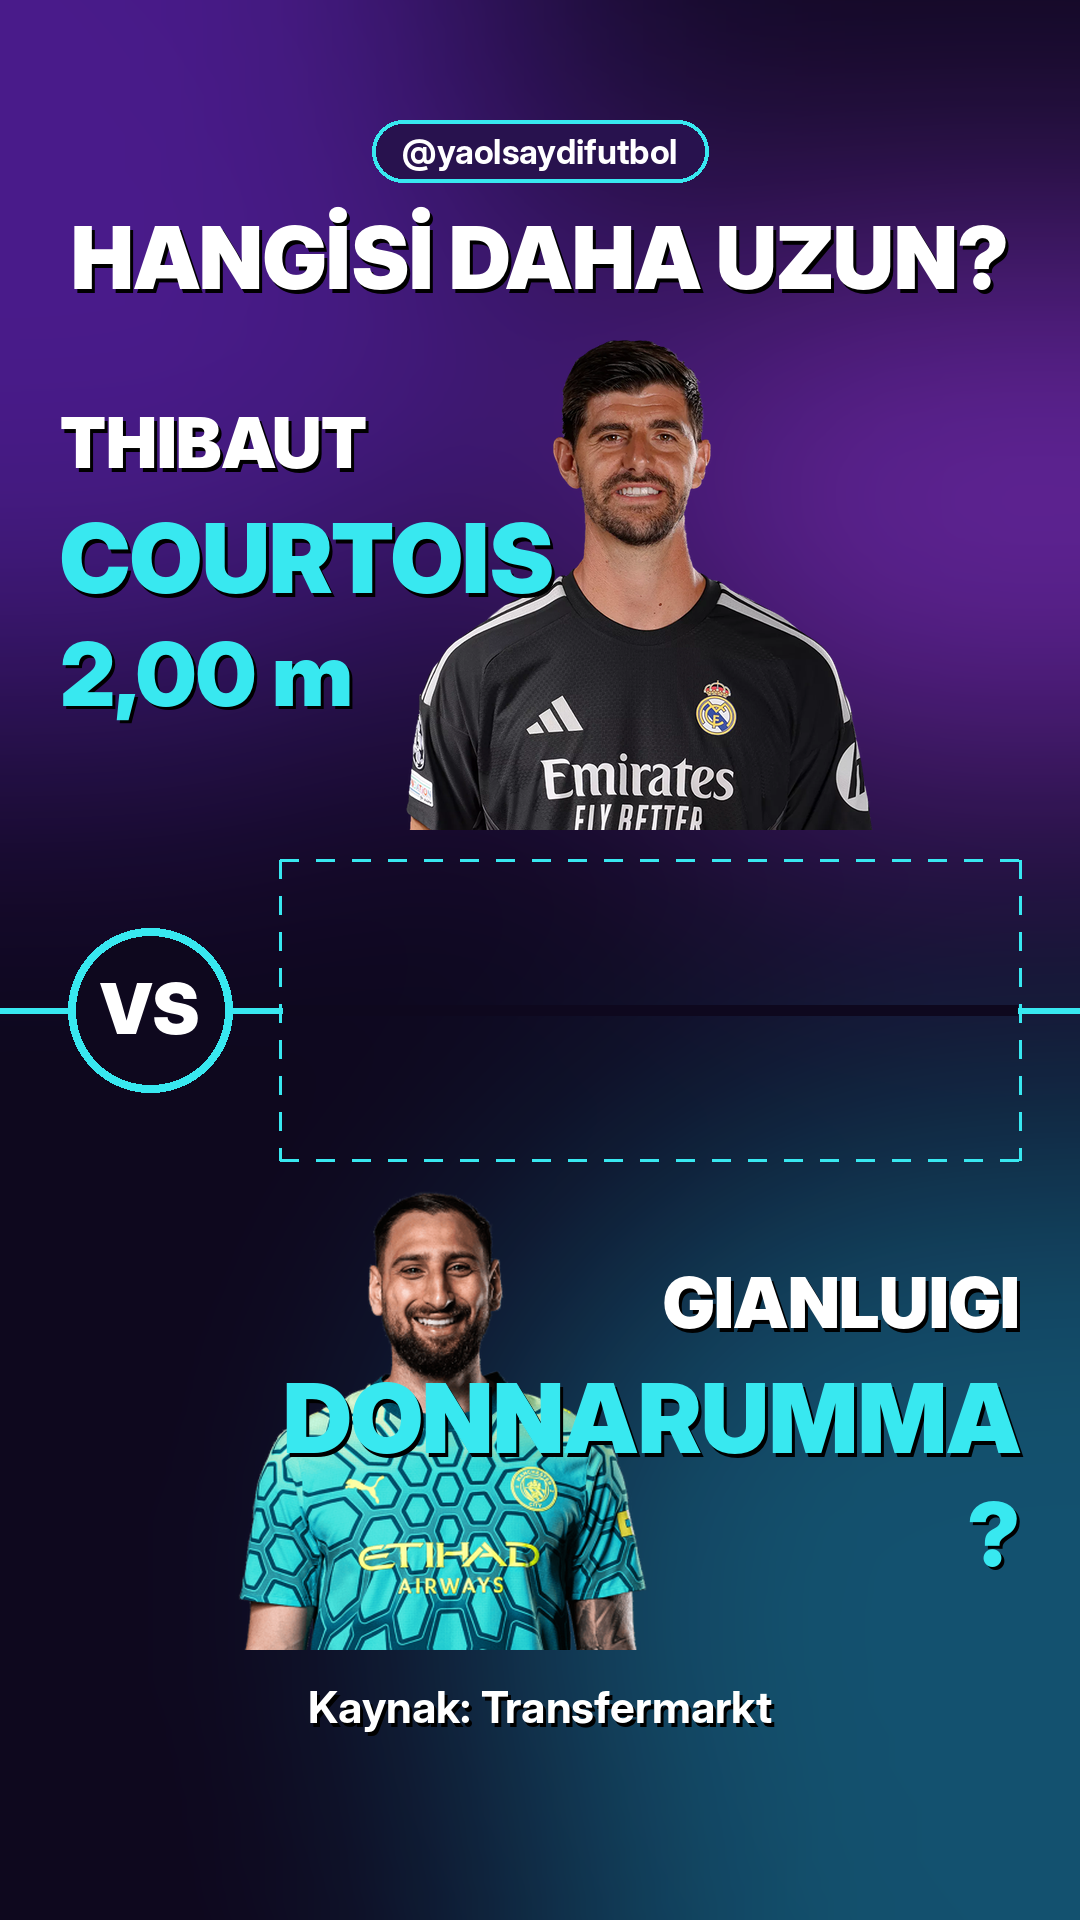 @yaolsaydifutbol
HANGİSİ DAHA UZUN?
THIBAUT
COURTOIS
2,00 m
Emirates
FLY BETTER
VS
GIANLUIGI
DONNARUMMA
?
ETIHAD
AIRWAYS
Kaynak: Transfermarkt